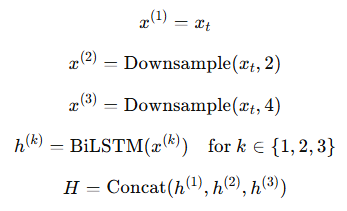 x^{(1)} = x_t
x^{(2)} = Downsample(x_t, 2)
x^{(3)} = Downsample(x_t, 4)
h^{(k)} = BiLSTM(x^{(k)}) for k ∈ {1, 2, 3}
H = Concat(h^{(1)}, h^{(2)}, h^{(3)})